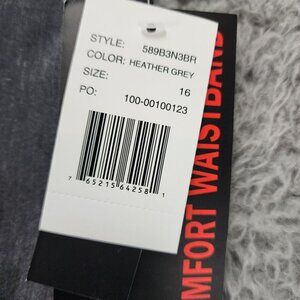 STYLE: 589B3N3BR
COLOR: HEATHER GREY
SIZE: 16
PO: 100-00100123
7 65215 64258 1
MFORT WAISTBAND